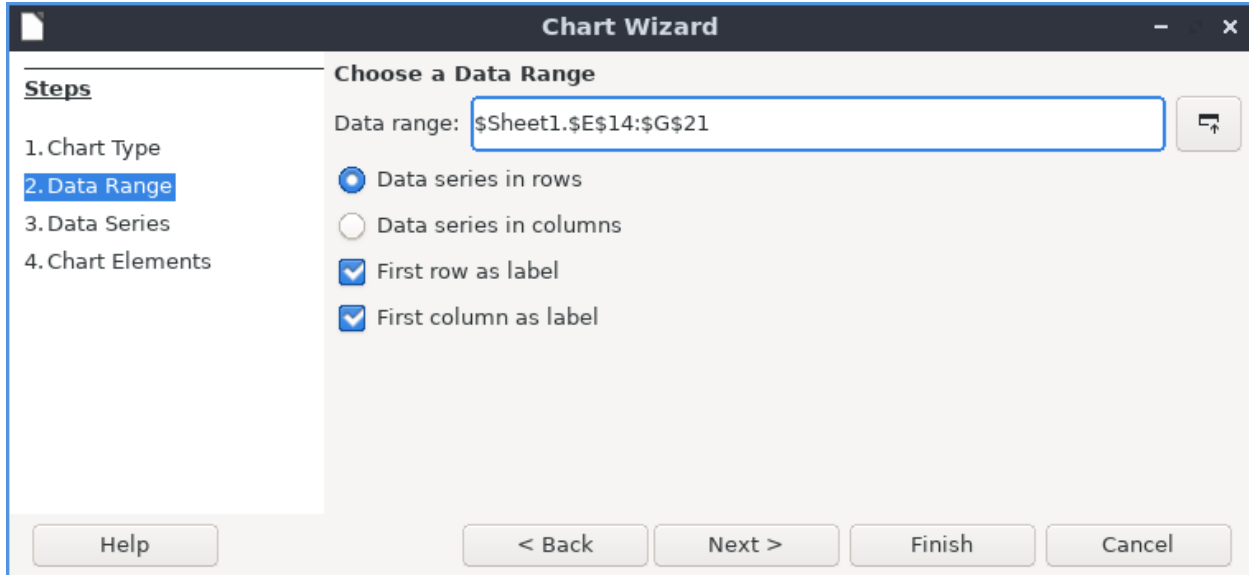 Chart Wizard
Steps
1. Chart Type
2. Data Range
3. Data Series
4. Chart Elements
Choose a Data Range
Data range: $Sheet1.$E$14:$G$21
Data series in rows
Data series in columns
First row as label
First column as label
Help
< Back
Next >
Finish
Cancel